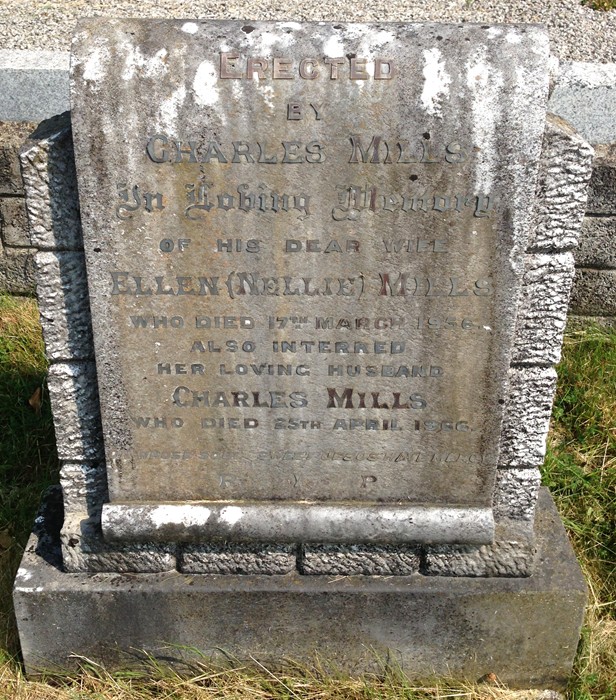 ERECTED
BY
CHARLES MILLS
In Loving Memory
OF HIS DEAR WIFE
ELLEN (NELLIE) MILLS
WHO DIED 17TH MARCH
ALSO INTERRED
HER LOVING HUSBAND
CHARLES MILLS
WHO DIED 25TH APRIL 1966.
R. I. P.